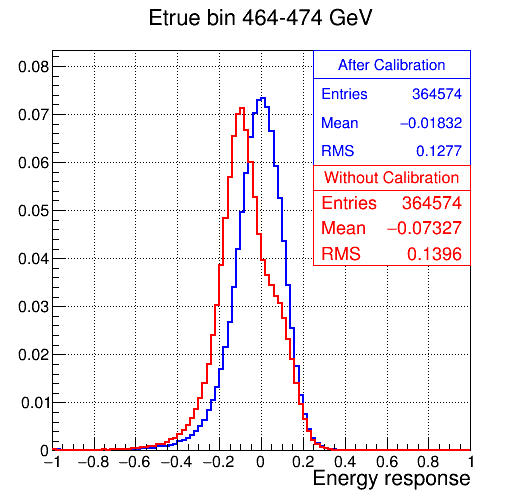 Etrue bin 464-474 GeV
After Calibration
Entries 364574
Mean −0.01832
RMS 0.1277
Without Calibration
Entries 364574
Mean −0.07327
RMS 0.1396
0.08
0.07
0.06
0.05
0.04
0.03
0.02
0.01
0
−1 −0.8 −0.6 −0.4 −0.2 0 0.2 0.4 0.6 0.8 1
Energy response